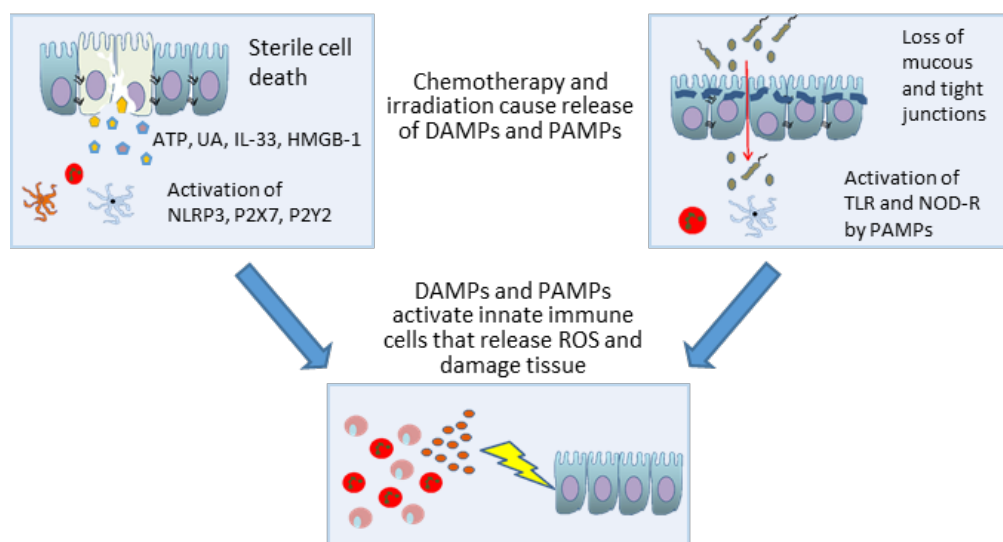 Sterile cell
death
ATP, UA, IL-33, HMGB-1
Activation of
NLRP3, P2X7, P2Y2
Chemotherapy and
irradiation cause release
of DAMPs and PAMPs
Loss of
mucous
and tight
junctions
Activation of
TLR and NOD-R
by PAMPs
DAMPs and PAMPs
activate innate immune
cells that release ROS and
damage tissue